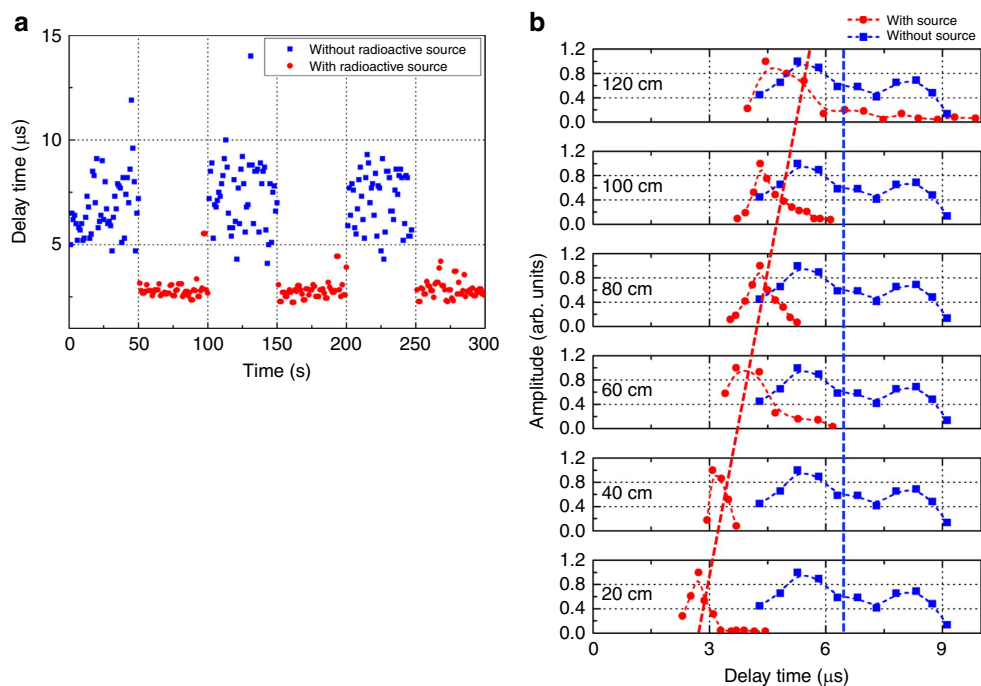 a
Delay time (μs)
15
10
5
Without radioactive source
With radioactive source
0 50 100 150 200 250 300
Time (s)
b
With source
Without source
Amplitude (arb. units)
1.2
0.8
0.4
0.0
120 cm
1.2
0.8
0.4
0.0
100 cm
1.2
0.8
0.4
0.0
80 cm
1.2
0.8
0.4
0.0
60 cm
1.2
0.8
0.4
0.0
40 cm
1.2
0.8
0.4
0.0
20 cm
0 3 6 9
Delay time (μs)